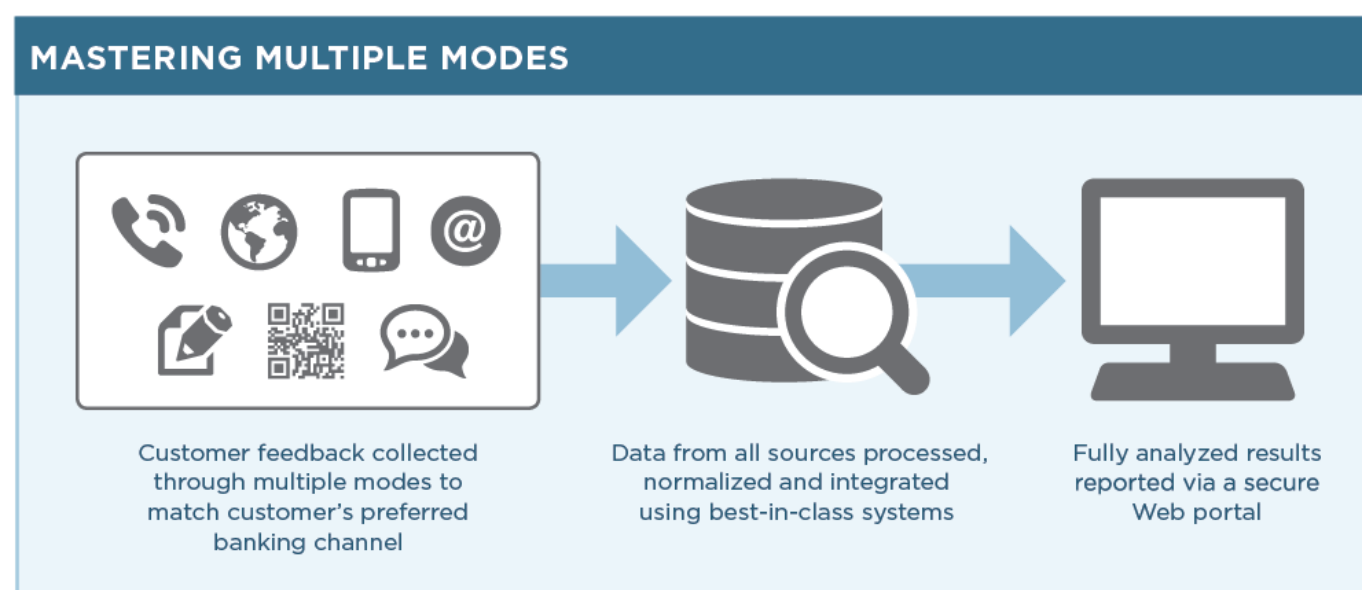 MASTERING MULTIPLE MODES
@
Customer feedback collected
through multiple modes to
match customer's preferred
banking channel
Data from all sources processed,
normalized and integrated
using best-in-class systems
Fully analyzed results
reported via a secure
Web portal